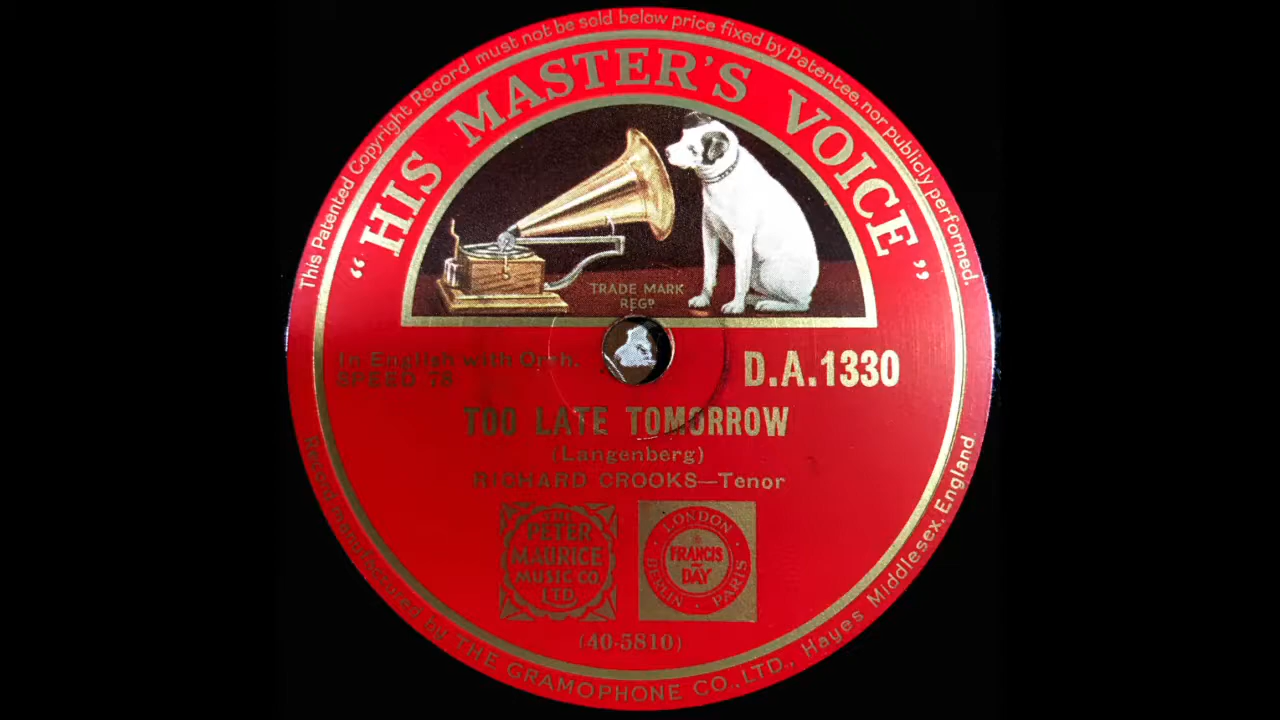 This Patented Copyright Record must not be sold below price fixed by Patentee, nor publicly performed.
“HIS MASTER'S VOICE”
TRADE MARK
REGD
In English with Orch.
SPEED 78
D.A.1330
TOO LATE TOMORROW
(Langenberg)
RICHARD CROOKS—Tenor
THE
PETER
MAURICE
MUSIC CO.
LTD.
LONDON
FRANCIS
DAY
BERLIN · PARIS
(40-5810)
Record manufactured by THE GRAMOPHONE CO.,LTD., Hayes Middlesex, England.